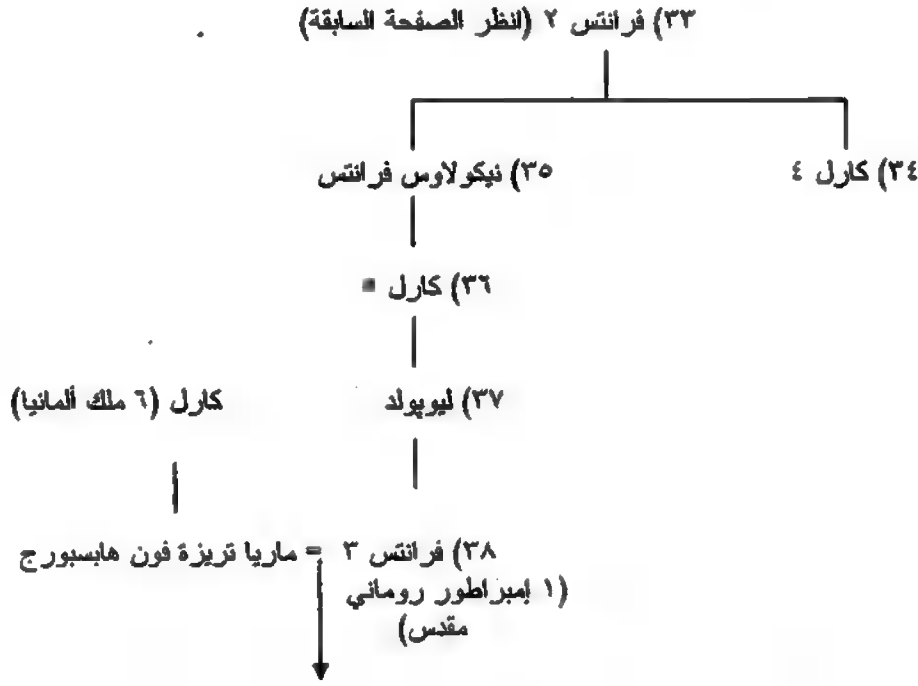 ٣٣) فرانتس ٢ (انظر الصفحة السابقة)
٣٤) كارل ٤
٣٥) نيكولاوس فرانتس
٣٦) كارل
٣٧) ليوپولد
كارل (٦ ملك ألمانيا)
٣٨) فرانتس ٣ = ماريا تريزة فون هابسبورج
(١ إمبراطور روماني
مقدس)